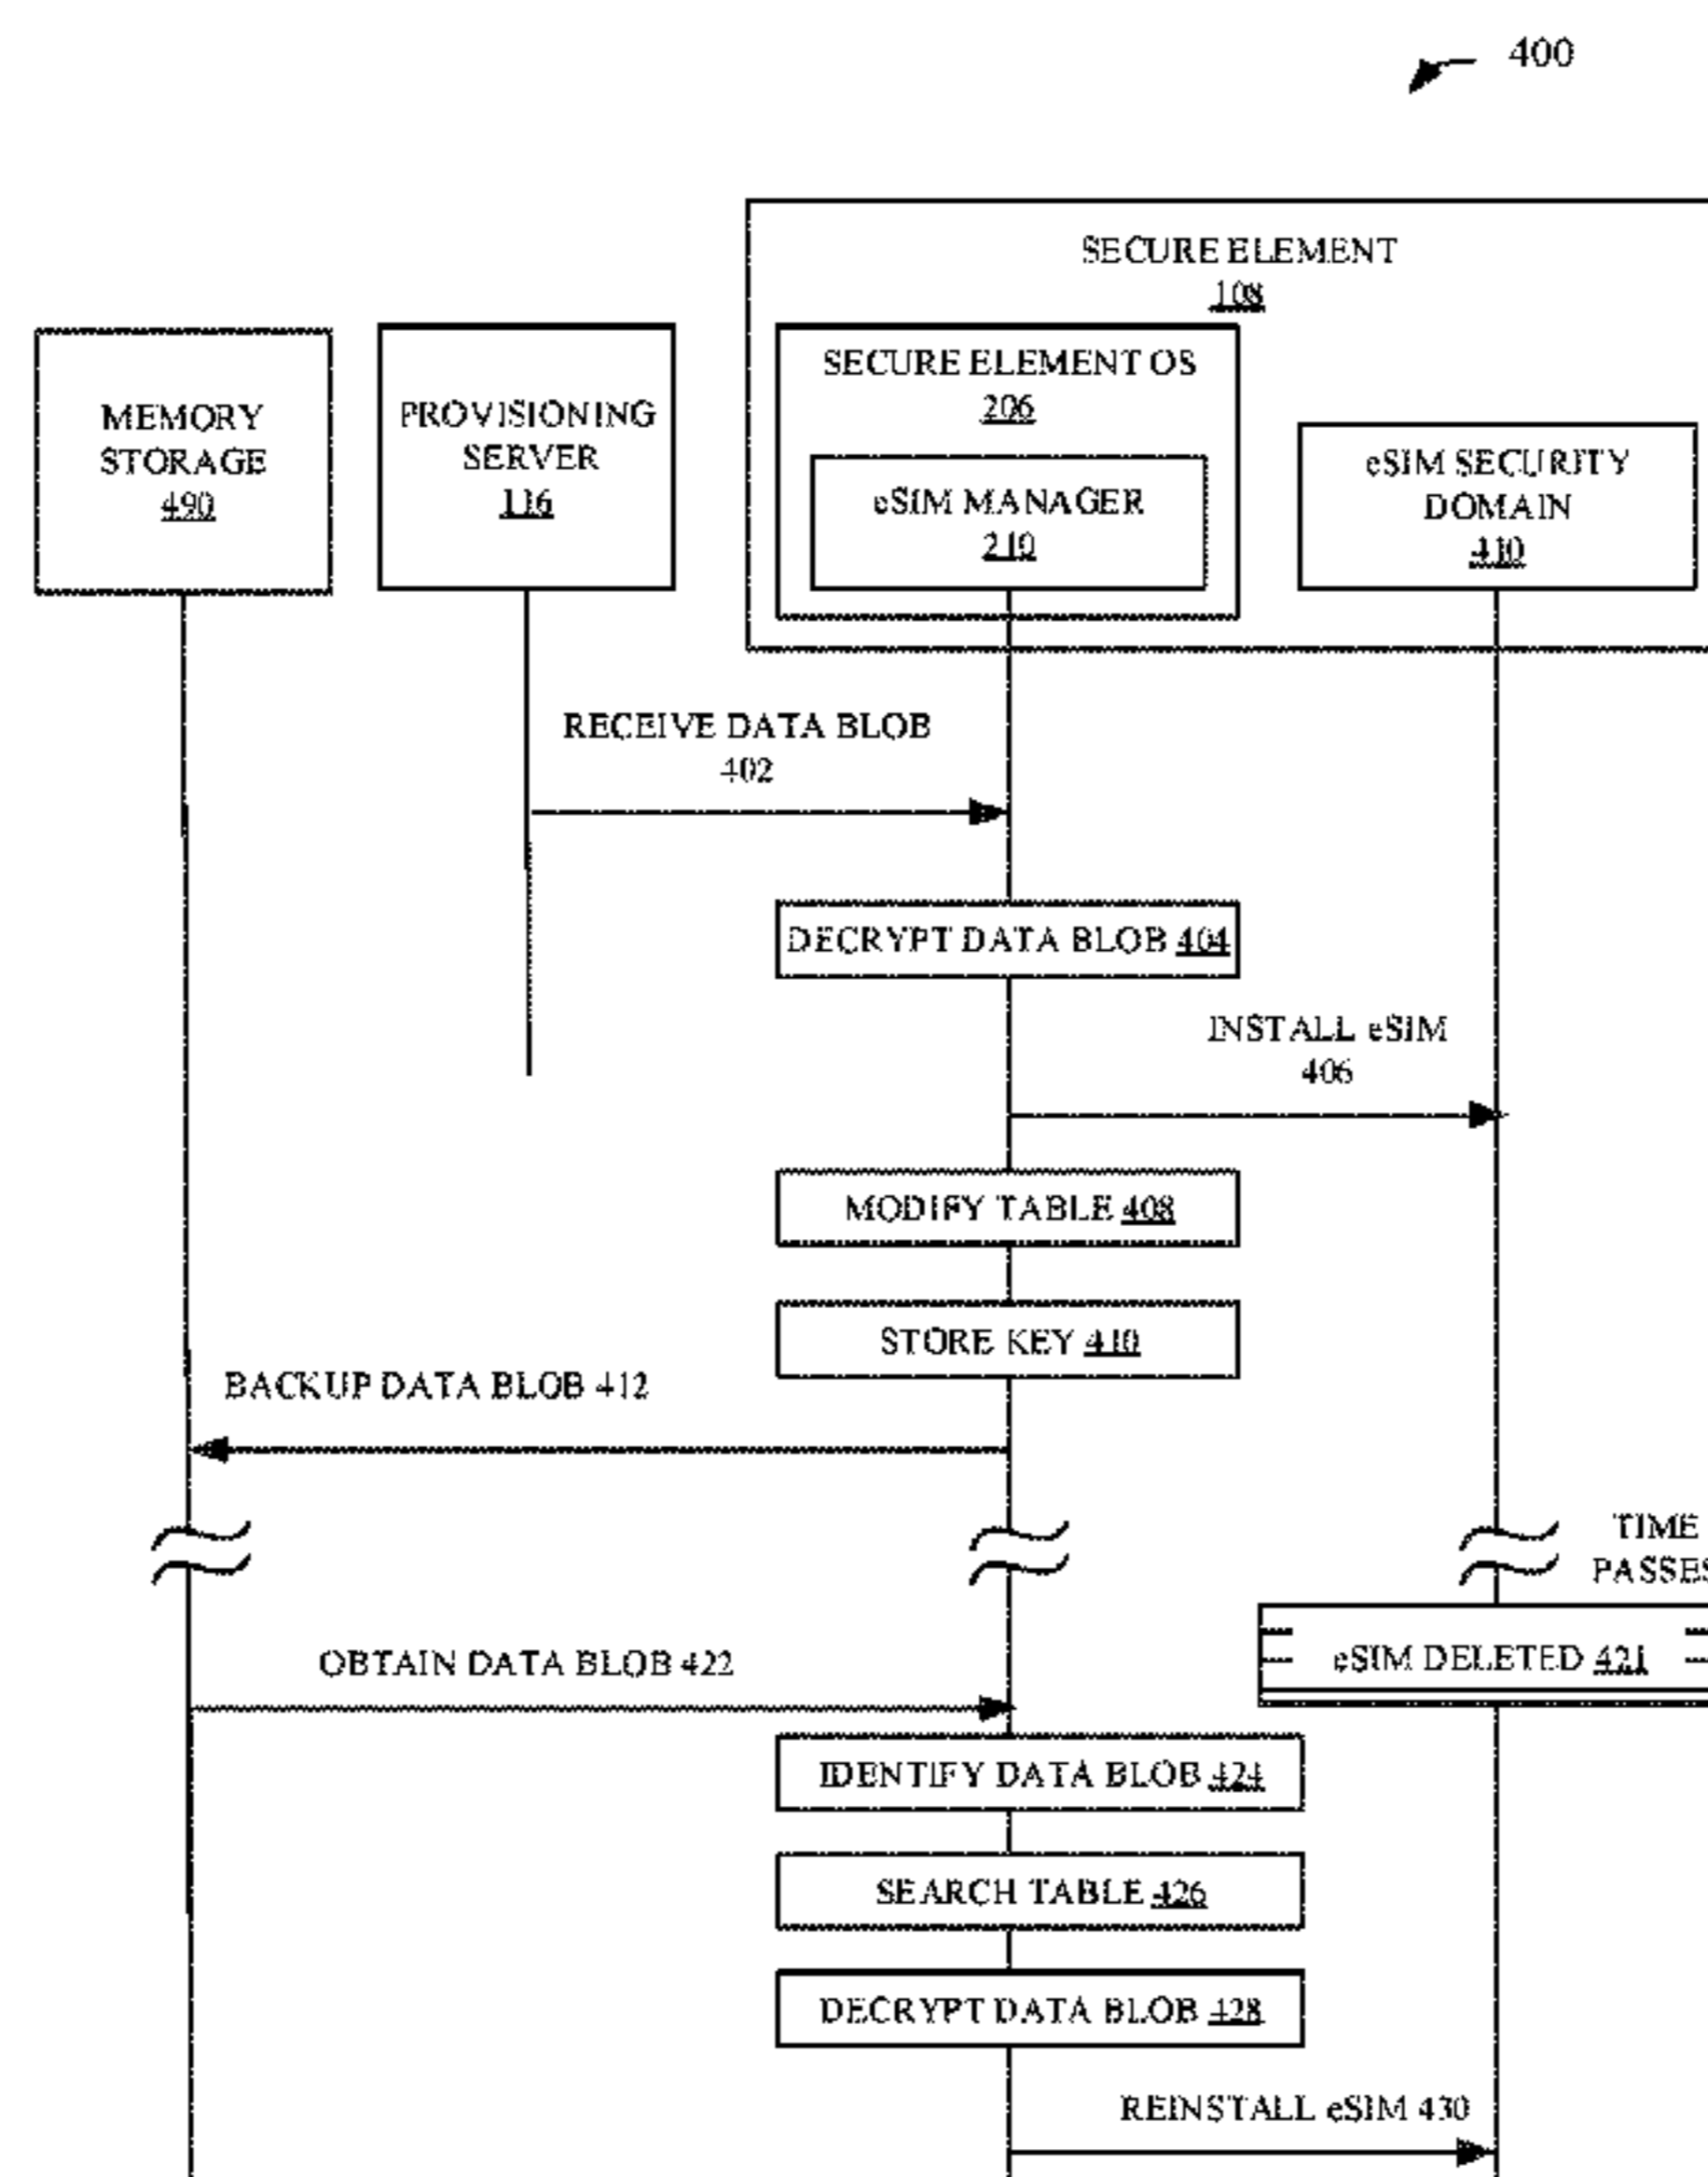 400
SECURE ELEMENT
108
MEMORY
STORAGE
490
PROVISIONING
SERVER
116
SECURE ELEMENT OS
206
eSIM MANAGER
210
eSIM SECURITY
DOMAIN
410
RECEIVE DATA BLOB
402
DECRYPT DATA BLOB 404
INSTALL eSIM
406
MODIFY TABLE 408
STORE KEY 410
BACKUP DATA BLOB 412
TIME
PASSES
eSIM DELETED 421
OBTAIN DATA BLOB 422
IDENTIFY DATA BLOB 424
SEARCH TABLE 426
DECRYPT DATA BLOB 428
REINSTALL eSIM 430